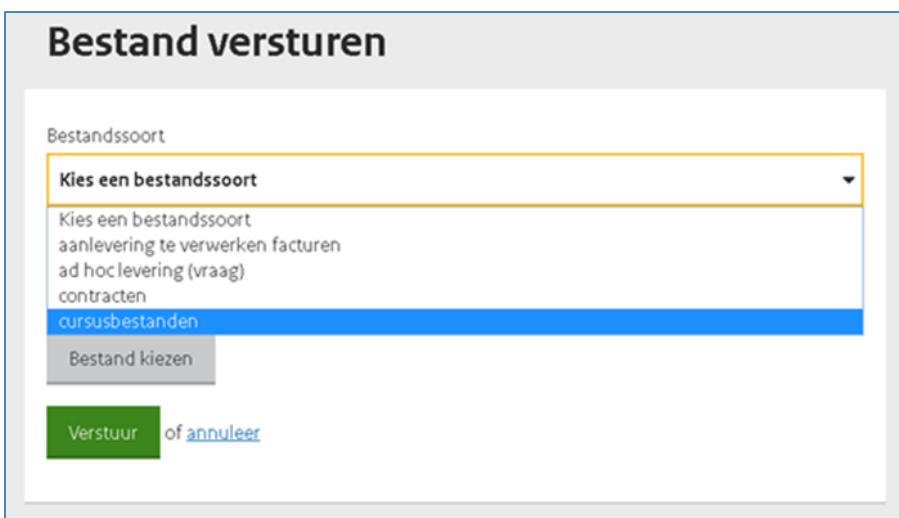 Bestand versturen
Bestandssoort
Kies een bestandssoort
Kies een bestandssoort
aanlevering te verwerken facturen
ad hoc levering (vraag)
contracten
cursusbestanden
Bestand kiezen
Verstuur of annuleer